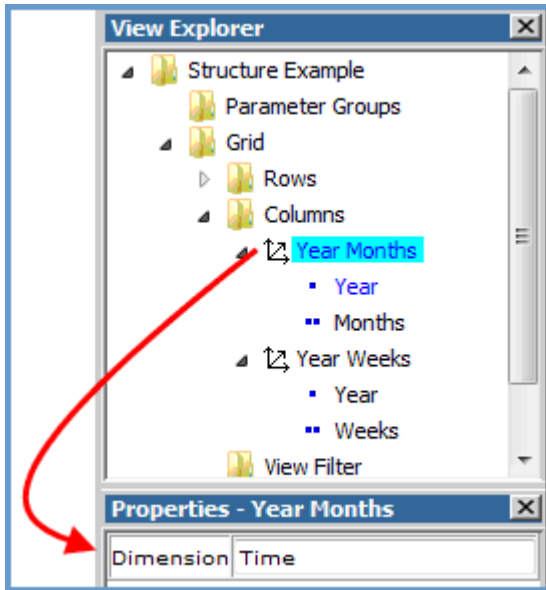 View Explorer
Structure Example
Parameter Groups
Grid
Rows
Columns
Year Months
Year
Months
Year Weeks
Year
Weeks
View Filter
Properties - Year Months
Dimension Time